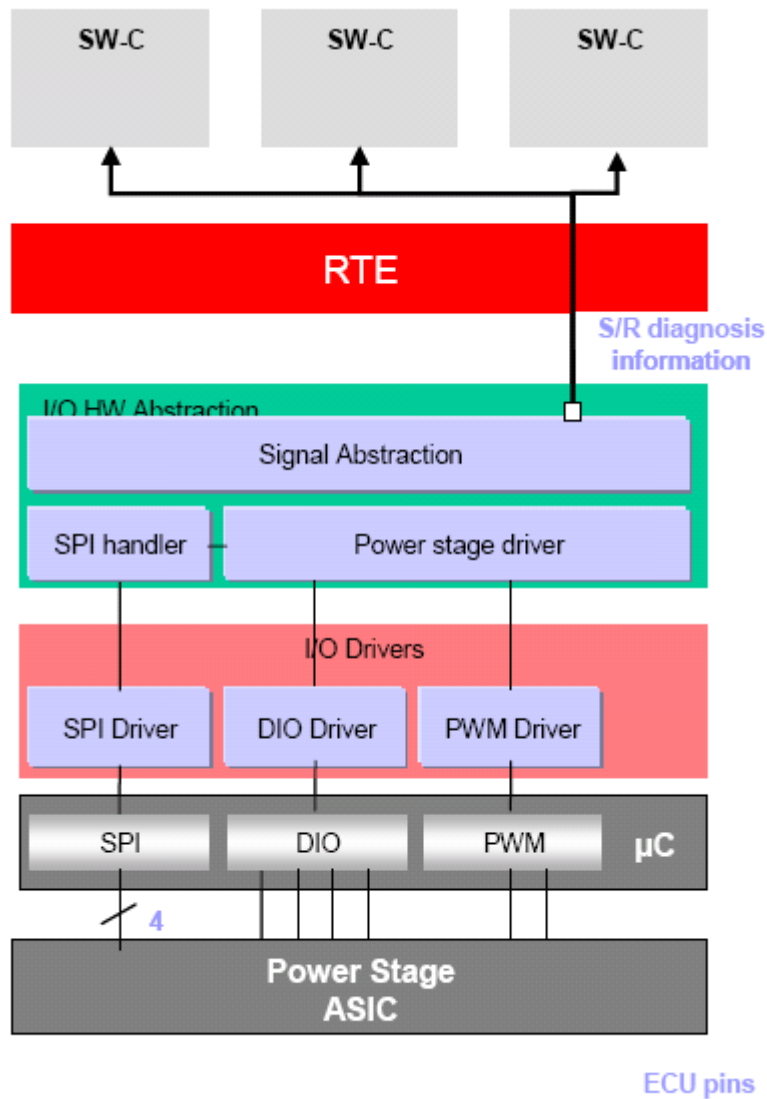 SW-C
SW-C
SW-C
RTE
S/R diagnosis
information
I/O HW Abstraction
Signal Abstraction
SPI handler
Power stage driver
I/O Drivers
SPI Driver
DIO Driver
PWM Driver
SPI
DIO
PWM
µC
4
Power Stage
ASIC
ECU pins